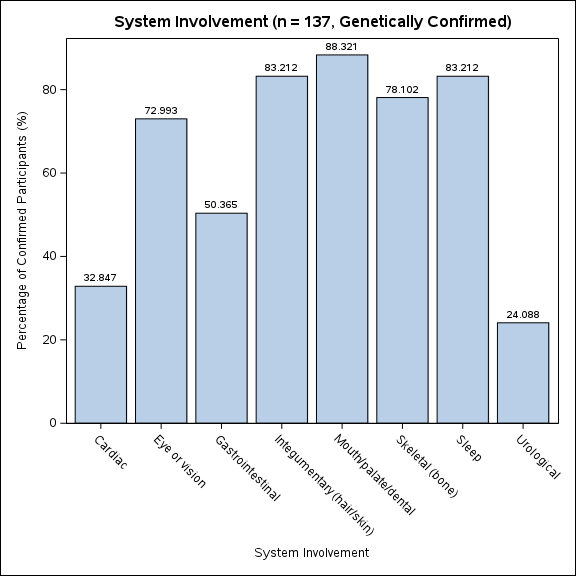 System Involvement (n = 137, Genetically Confirmed)
Percentage of Confirmed Participants (%)
80
60
40
20
0
32.847
72.993
50.365
83.212
88.321
78.102
83.212
24.088
Cardiac
Eye or vision
Gastrointestinal
Integumentary (hair/skin)
Mouth/palate/dental
Skeletal (bone)
Sleep
Urological
System Involvement